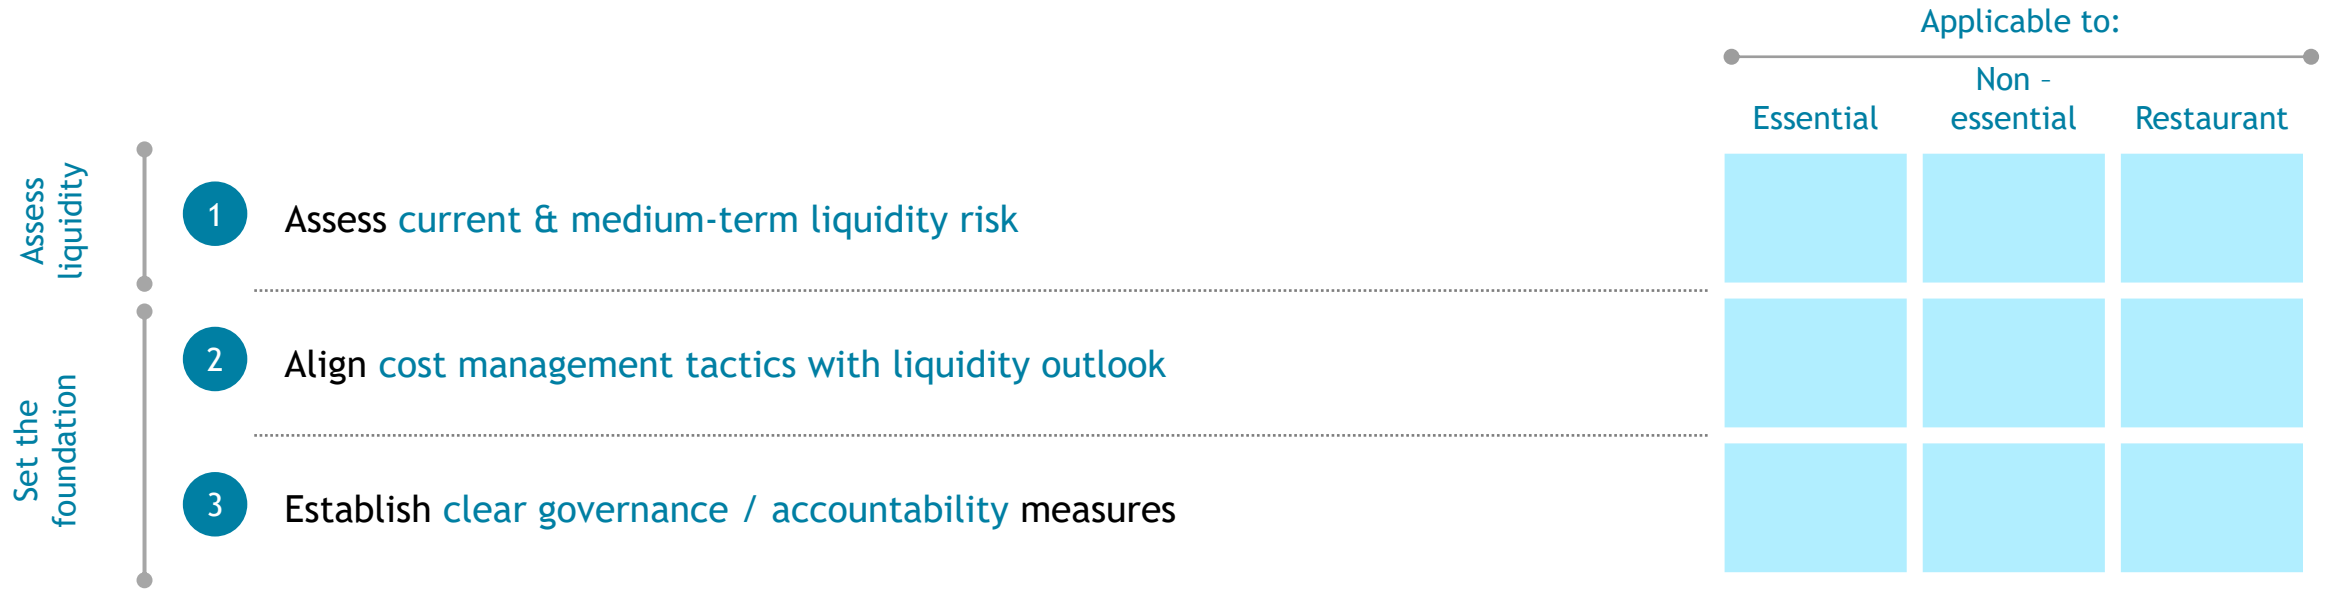 Applicable to:
Non –
Essential essential Restaurant
Assess
liquidity
1 Assess current & medium-term liquidity risk
Set the
foundation
2 Align cost management tactics with liquidity outlook
3 Establish clear governance / accountability measures